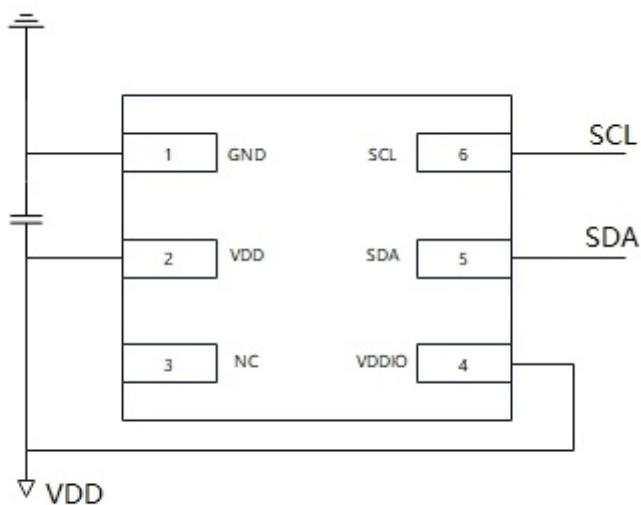 SCL
1 GND SCL 6
SDA
2 VDD SDA 5
3 NC VDDIO 4
VDD